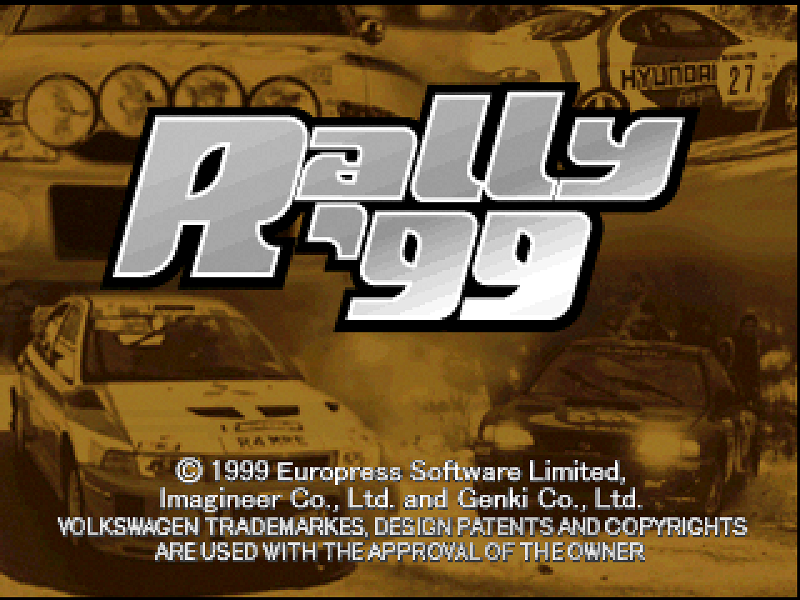 HYUNDAI 27
Rally
'99
RAMPE
© 1999 Europress Software Limited,
Imagineer Co., Ltd. and Genki Co., Ltd.
VOLKSWAGEN TRADEMARKES, DESIGN PATENTS AND COPYRIGHTS
ARE USED WITH THE APPROVAL OF THE OWNER